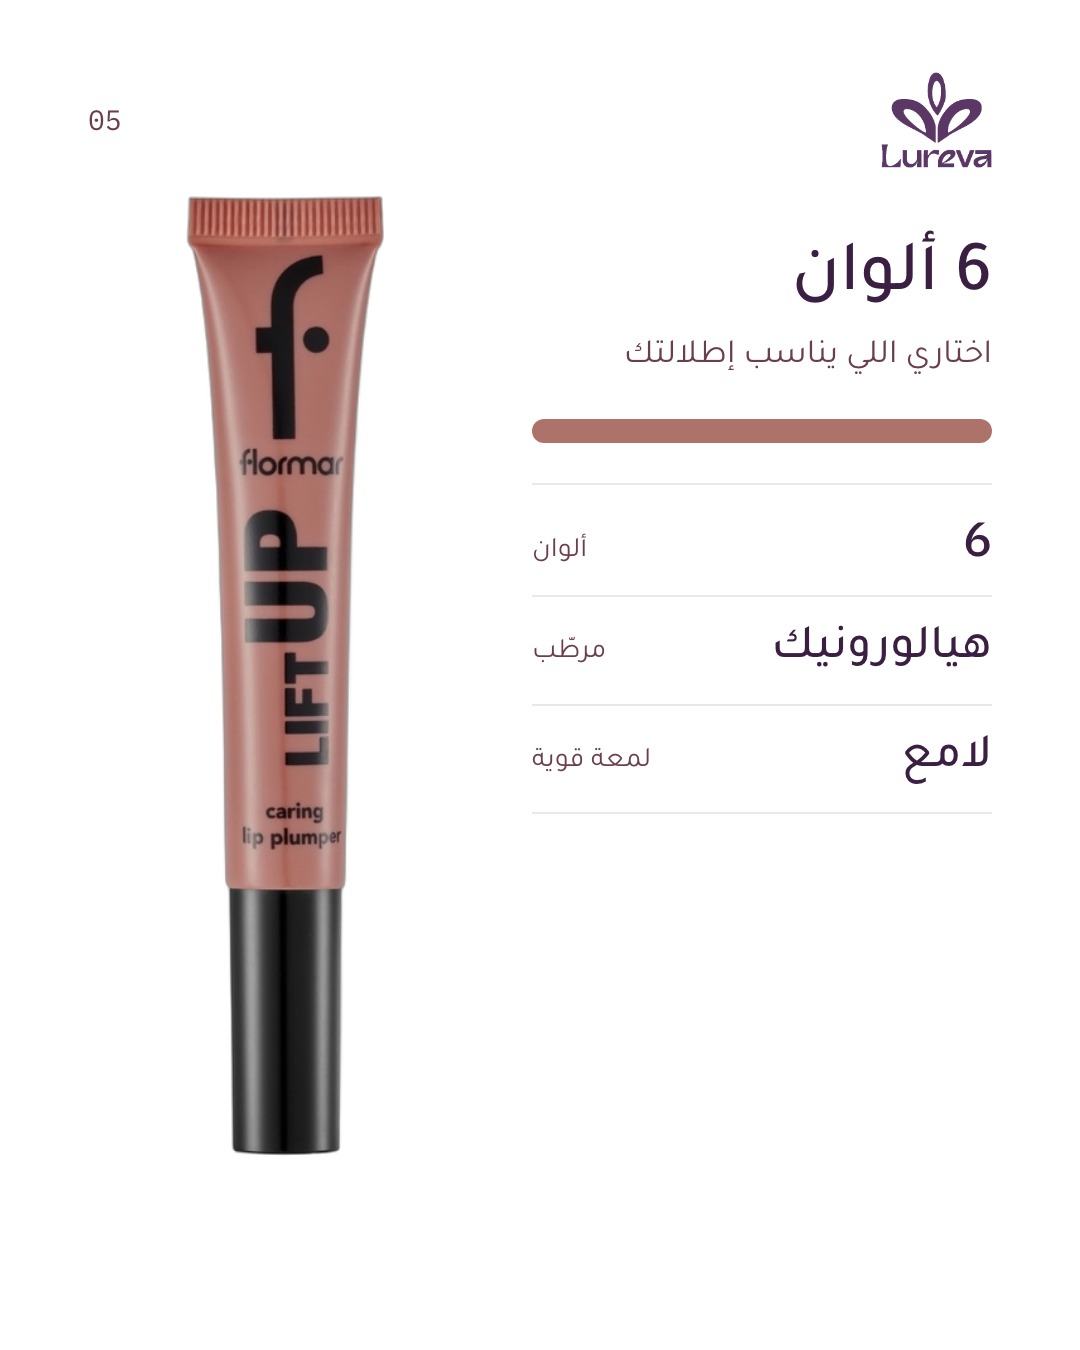 05
Lureva
6 ألوان
اختاري اللي يناسب إطلالتك
6 ألوان
هيالورونيك مرطّب
لامع لمعة قوية
f
flormar
LIFT UP
caring
lip plumper